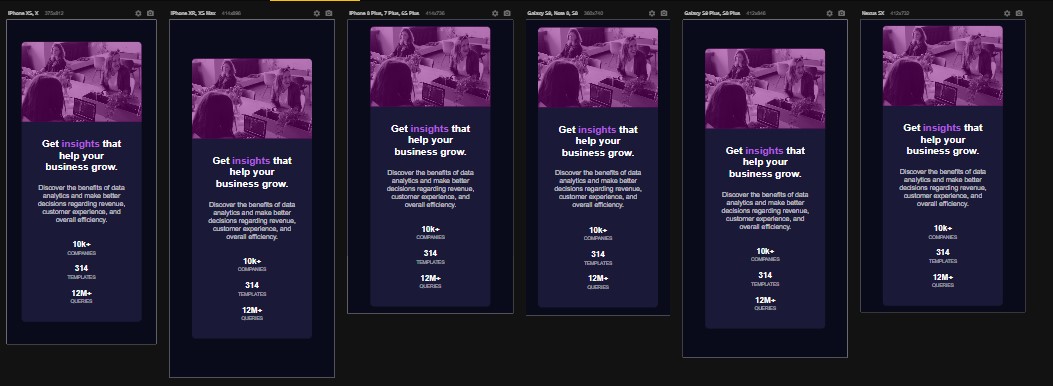 iPhone XS, X 375x812
Get insights that
help your
business grow.
Discover the benefits of data
analytics and make better
decisions regarding revenue,
customer experience, and
overall efficiency.
10k+
COMPANIES
314
TEMPLATES
12M+
QUERIES
iPhone XR, XS Max 414x896
Get insights that
help your
business grow.
Discover the benefits of data
analytics and make better
decisions regarding revenue,
customer experience, and
overall efficiency.
10k+
COMPANIES
314
TEMPLATES
12M+
QUERIES
iPhone 8 Plus, 7 Plus, 6S Plus 414x736
Get insights that
help your
business grow.
Discover the benefits of data
analytics and make better
decisions regarding revenue,
customer experience, and
overall efficiency.
10k+
COMPANIES
314
TEMPLATES
12M+
QUERIES
Galaxy S9, Note 8, S8 360x740
Get insights that
help your
business grow.
Discover the benefits of data
analytics and make better
decisions regarding revenue,
customer experience, and
overall efficiency.
10k+
COMPANIES
314
TEMPLATES
12M+
QUERIES
Galaxy S9 Plus, S8 Plus 412x846
Get insights that
help your
business grow.
Discover the benefits of data
analytics and make better
decisions regarding revenue,
customer experience, and
overall efficiency.
10k+
COMPANIES
314
TEMPLATES
12M+
QUERIES
Nexus 5X 412x732
Get insights that
help your
business grow.
Discover the benefits of data
analytics and make better
decisions regarding revenue,
customer experience, and
overall efficiency.
10k+
COMPANIES
314
TEMPLATES
12M+
QUERIES